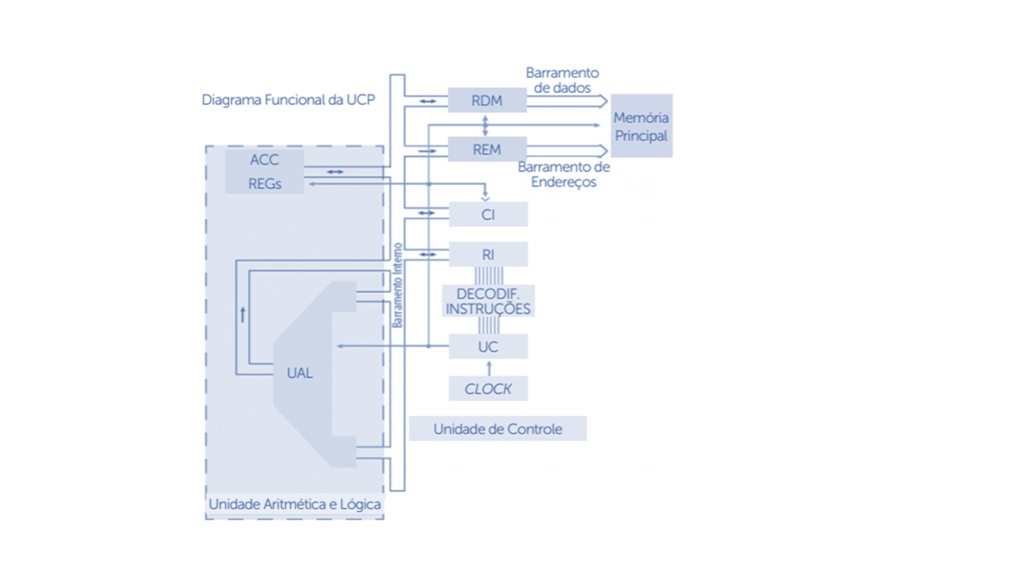 Diagrama Funcional da UCP
Barramento
de dados
RDM
Memória
Principal
REM
Barramento de
Endereços
ACC
REGs
CI
RI
Barramento Interno
DECODIF.
INSTRUÇÕES
UC
UAL
CLOCK
Unidade de Controle
Unidade Aritmética e Lógica